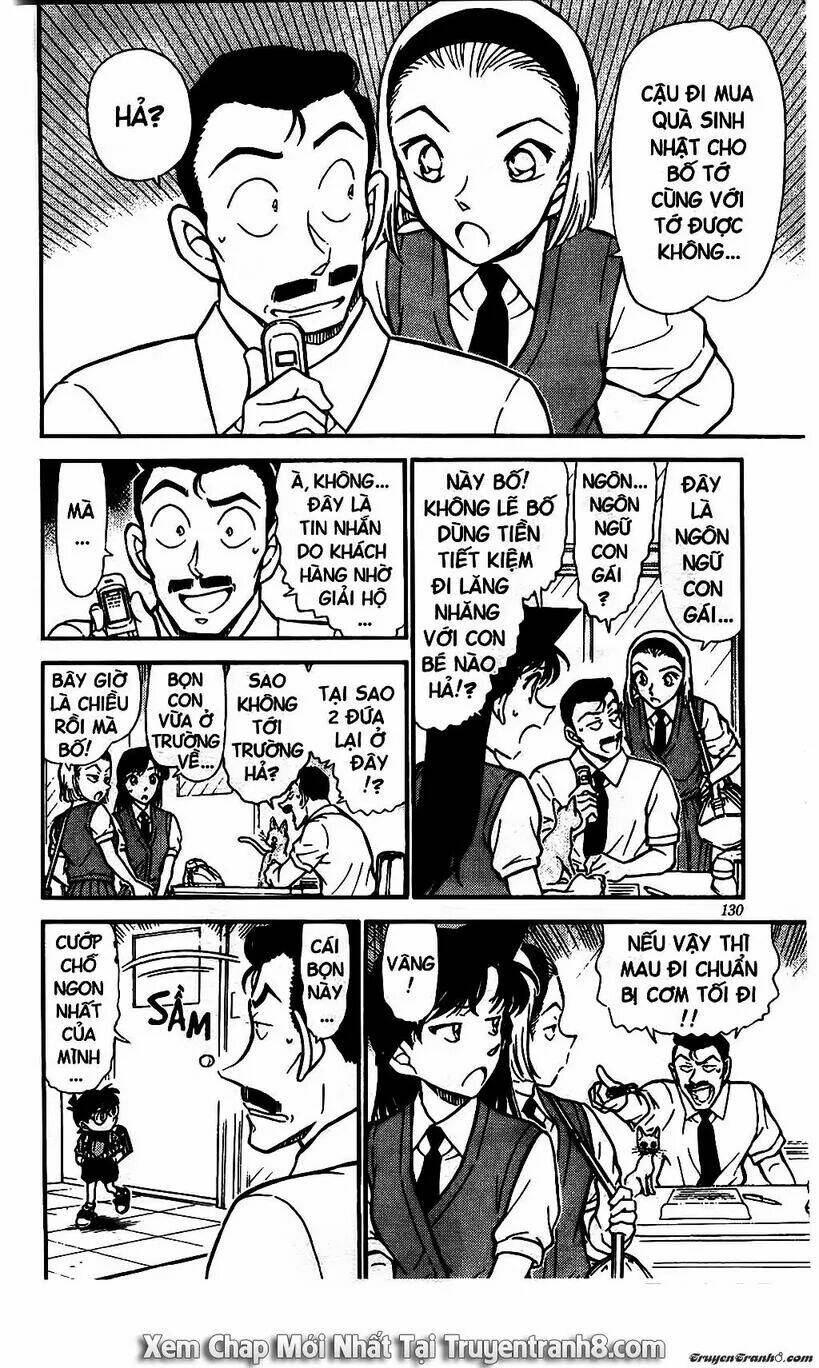 CẬU ĐI MUA
QUÀ SINH
NHẬT CHO
BỐ TỚ
CÙNG VỚI
TỚ ĐƯỢC
KHÔNG...
HẢ?
ĐÂY
LÀ
NGÔN
NGỮ
CON
GÁI...
NGÔN...
NGÔN
NGỮ
CON
GÁI
?
NÀY BỐ!
KHÔNG LẼ BỐ
DÙNG TIỀN
TIẾT KIỆM
ĐI LĂNG
NHĂNG
VỚI CON
BÉ NÀO
HẢ!?
À, KHÔNG...
ĐÂY LÀ
TIN NHẮN
DO KHÁCH
HÀNG NHỜ
GIẢI HỘ
...
MÀ
...
TẠI SAO
2 ĐỨA
LẠI Ở
ĐÂY
!?
SAO
KHÔNG
TỚI
TRƯỜNG
HẢ?
BỌN
CON
VỪA Ở
TRƯỜNG
VỀ...
BÂY GIỜ
LÀ CHIỀU
RỒI MÀ
BỐ!
130
NẾU VẬY THÌ
MAU ĐI CHUẨN
BỊ CƠM TỐI ĐI
!!
VÂNG
!
CÁI
BỌN
NÀY
...
SẦM
CƯỚP
CHỖ
NGON
NHẤT
CỦA
MÌNH
...
Xem Chap Mới Nhất Tại Truyentranh8.com
TruyenTranh8.com